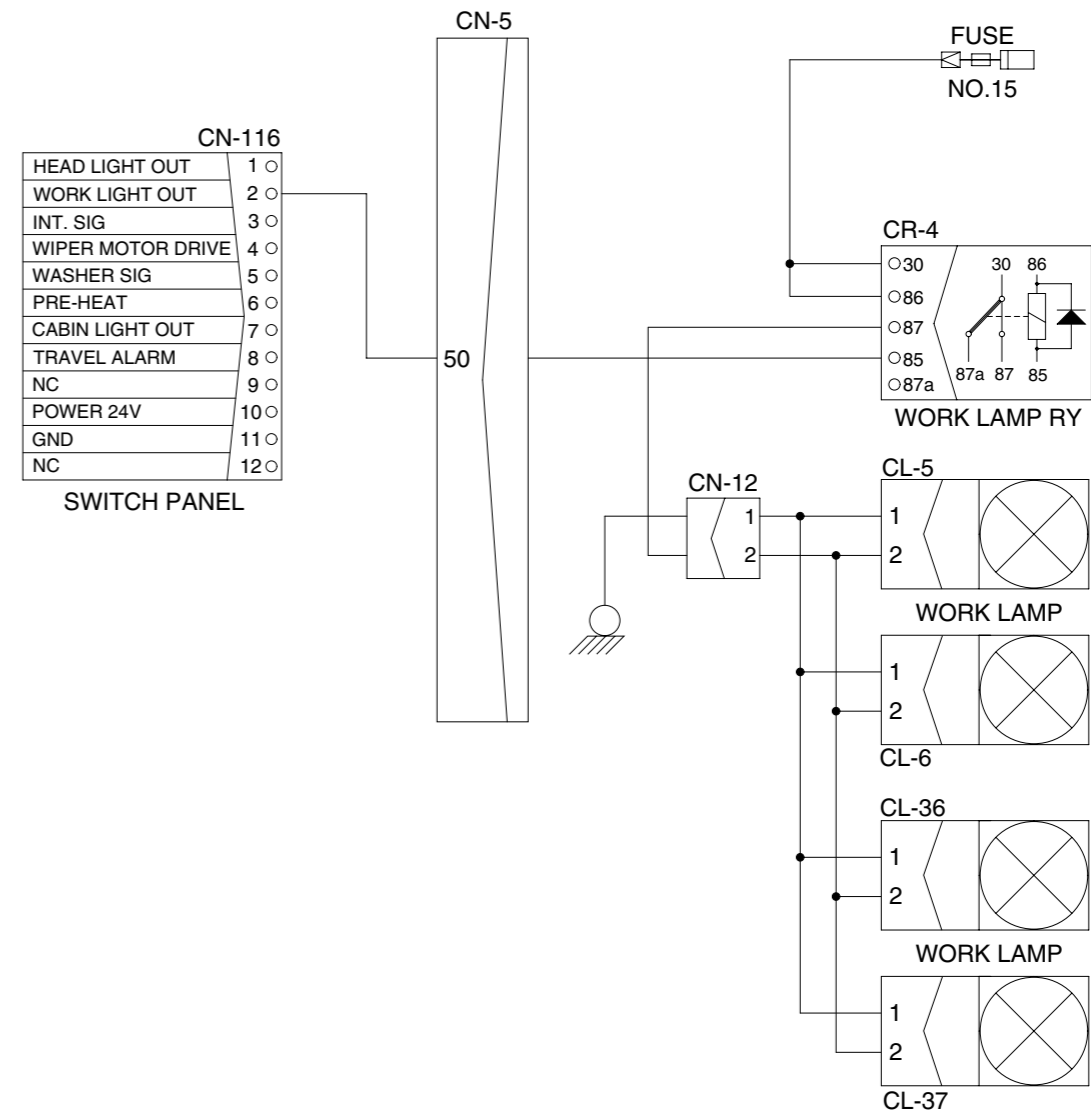 CN-5
FUSE
NO.15
CN-116
HEAD LIGHT OUT 1
WORK LIGHT OUT 2
INT. SIG 3
WIPER MOTOR DRIVE 4
WASHER SIG 5
PRE-HEAT 6
CABIN LIGHT OUT 7
TRAVEL ALARM 8
NC 9
POWER 24V 10
GND 11
NC 12
SWITCH PANEL
50
CR-4
30 30 86
86
87
85 87a 87 85
87a
WORK LAMP RY
CN-12
1
2
CL-5
1
2
WORK LAMP
1
2
CL-6
CL-36
1
2
WORK LAMP
1
2
CL-37